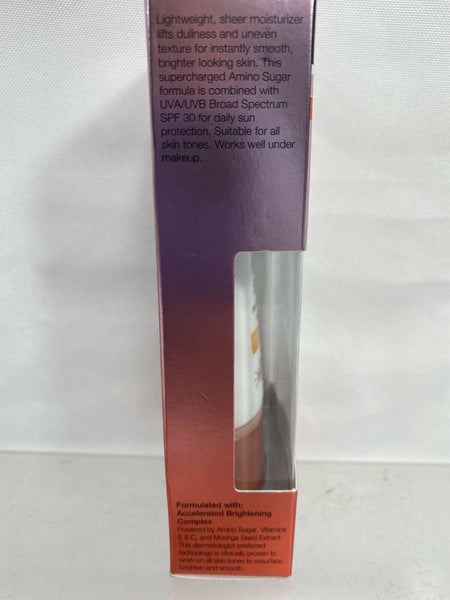 Lightweight, sheer moisturizer
lifts dullness and uneven
texture for instantly smooth,
brighter looking skin. This
supercharged Amino Sugar
formula is combined with
UVA/UVB Broad Spectrum
SPF 30 for daily sun
protection. Suitable for all
skin tones. Works well under
makeup.
Formulated with:
Accelerated Brightening
Complex
Powered by Amino Sugar, Vitamins
E & C, and Moringa Seed Extract.
This dermatologist-preferred
technology is clinically proven to
work on all skin tones to resurface,
brighten and smooth.